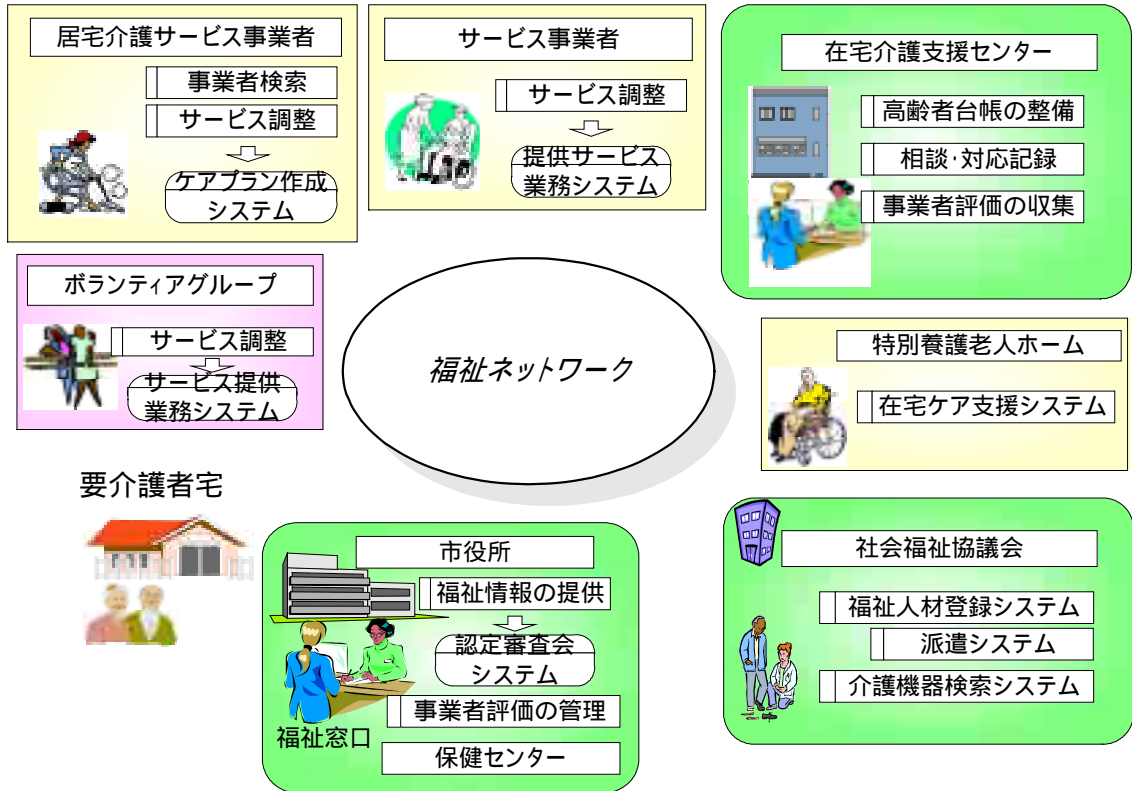 居宅介護サービス事業者
事業者検索
サービス調整
ケアプラン作成
システム
サービス事業者
サービス調整
提供サービス
業務システム
在宅介護支援センター
高齢者台帳の整備
相談・対応記録
事業者評価の収集
ボランティアグループ
サービス調整
サービス提供
業務システム
福祉ネットワーク
特別養護老人ホーム
在宅ケア支援システム
要介護者宅
市役所
福祉情報の提供
認定審査会
システム
事業者評価の管理
福祉窓口
保健センター
社会福祉協議会
福祉人材登録システム
派遣システム
介護機器検索システム